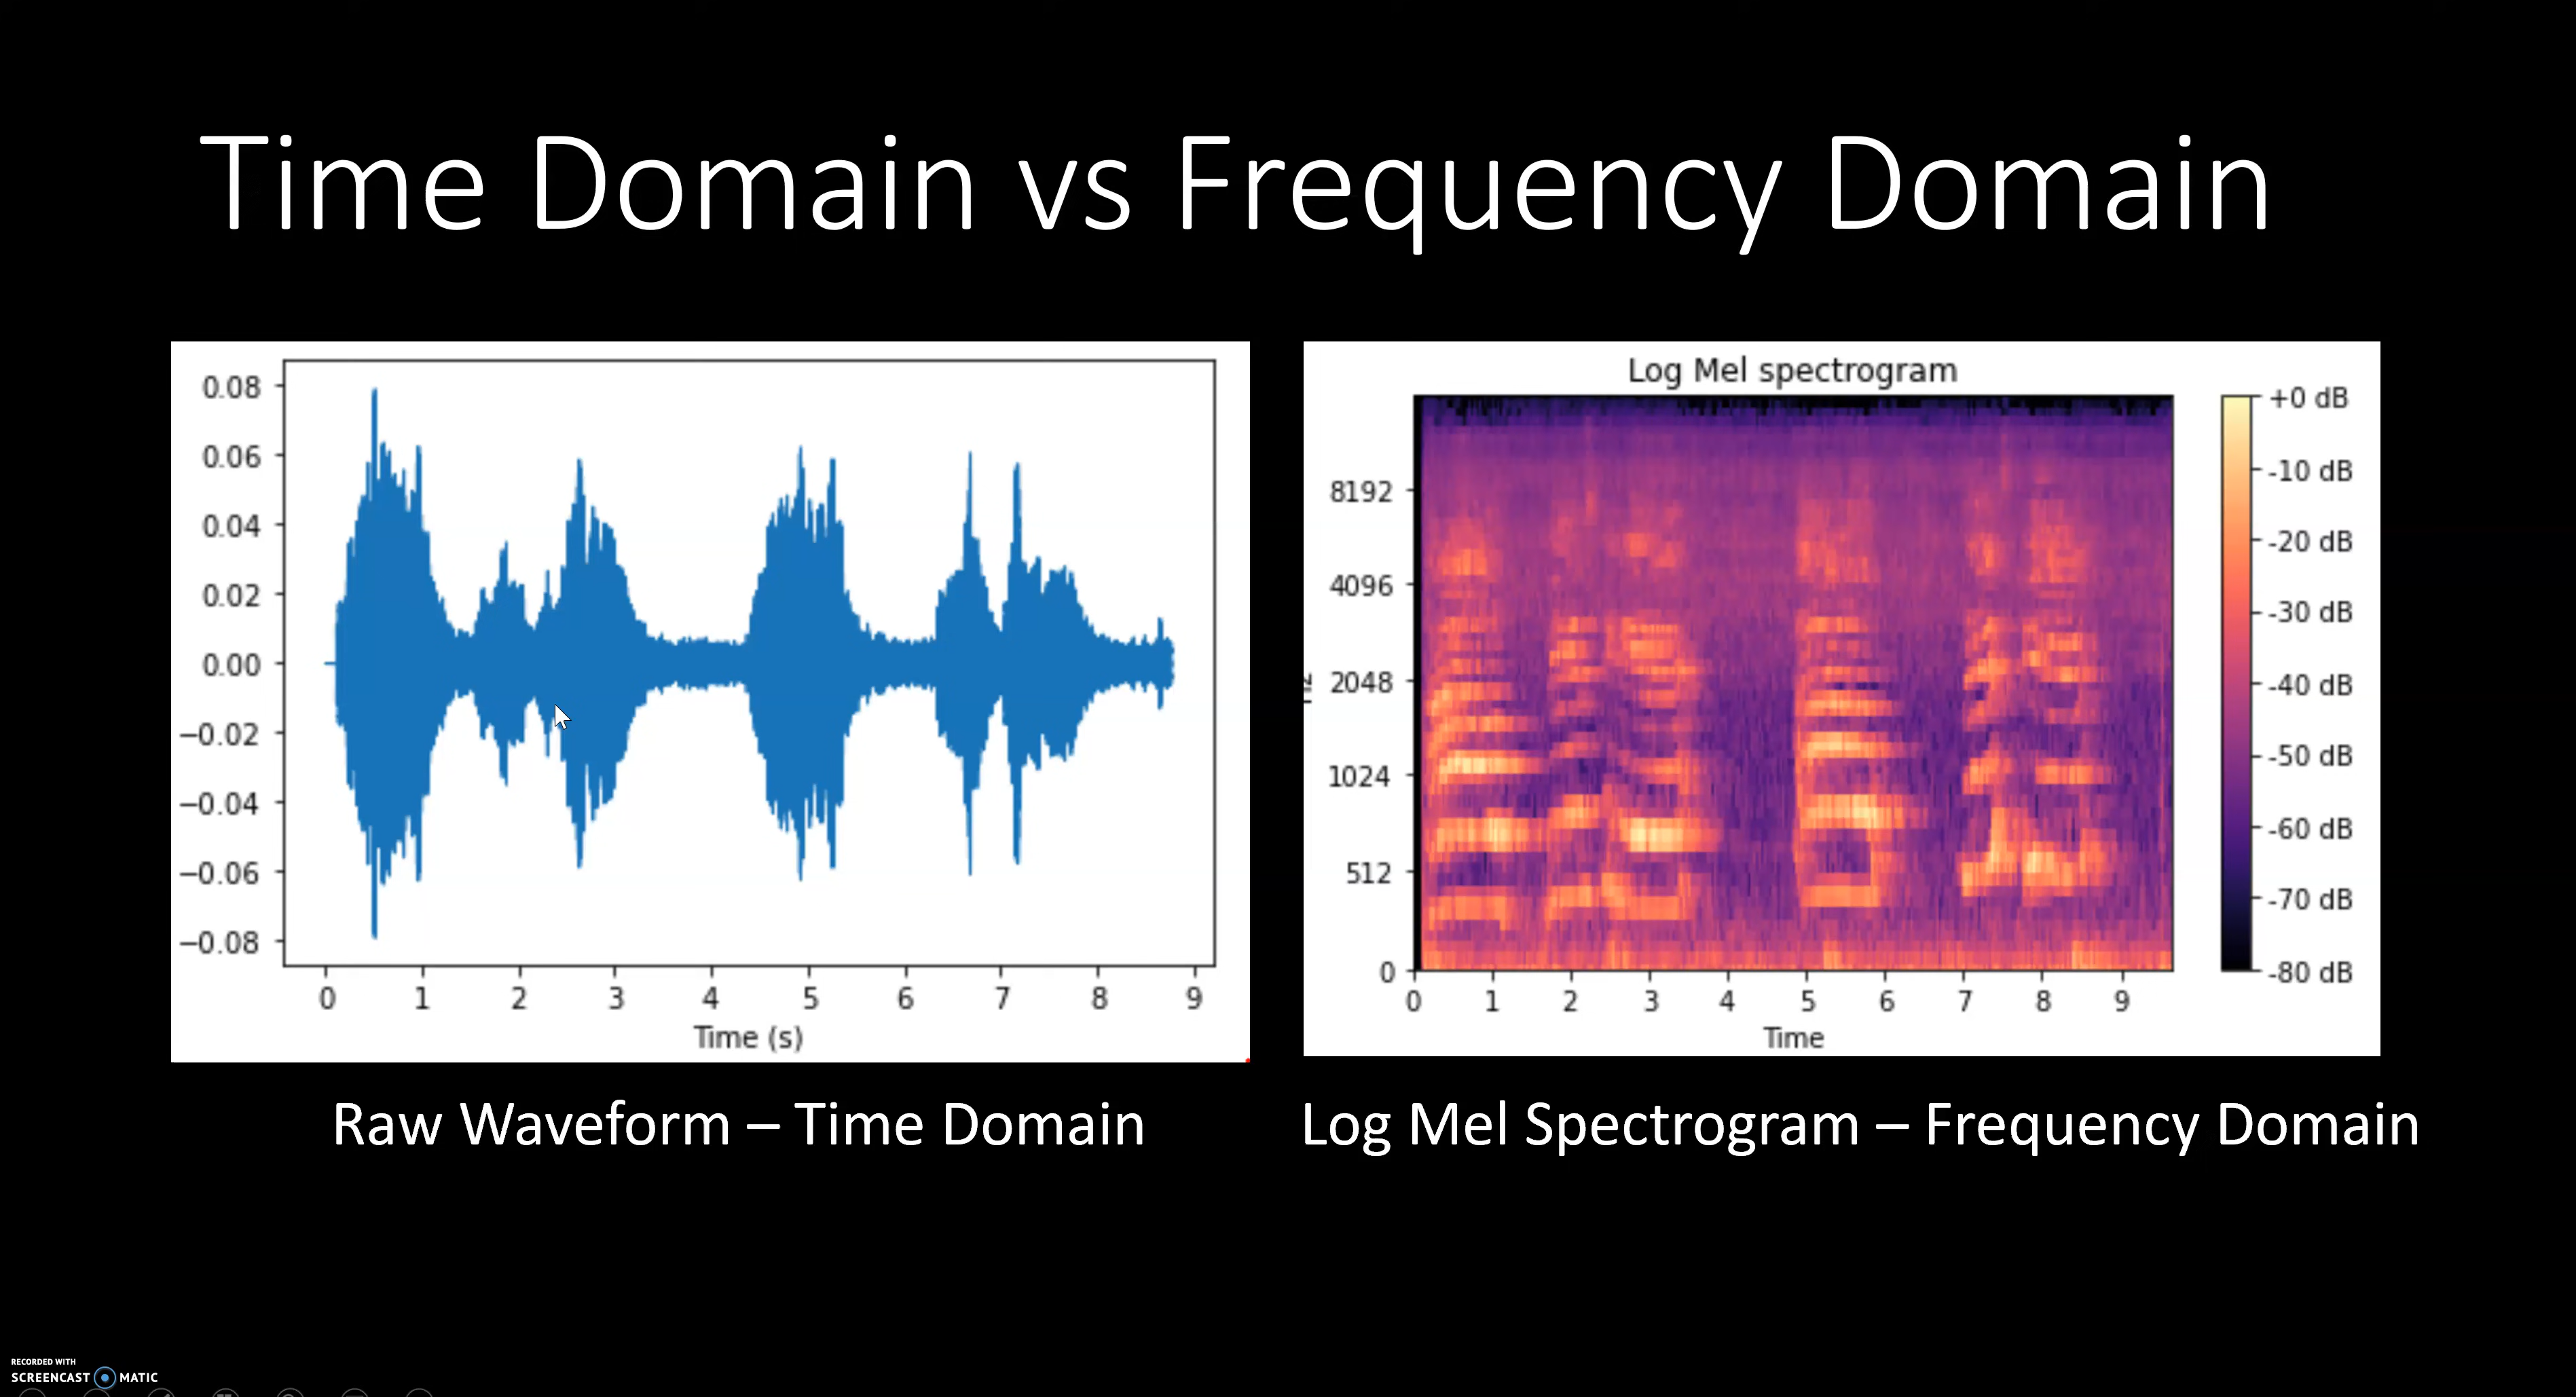 Time Domain vs Frequency Domain
0.08
0.06
0.04
0.02
0.00
−0.02
−0.04
−0.06
−0.08
0 1 2 3 4 5 6 7 8 9
Time (s)
Raw Waveform – Time Domain
Log Mel spectrogram
8192
4096
2048
1024
512
0
0 1 2 3 4 5 6 7 8 9
Time
+0 dB
-10 dB
-20 dB
-30 dB
-40 dB
-50 dB
-60 dB
-70 dB
-80 dB
Log Mel Spectrogram – Frequency Domain
RECORDED WITH
SCREENCAST MATIC